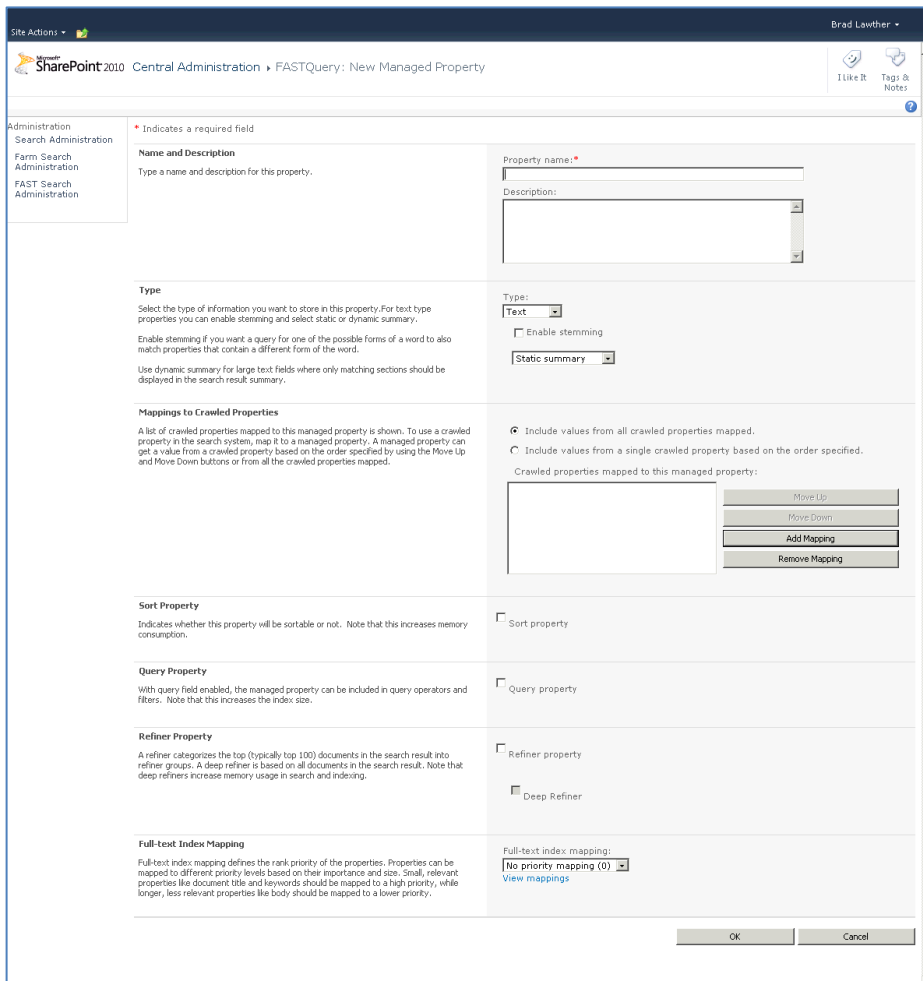 Site Actions
Brad Lawther
Microsoft
SharePoint 2010
Central Administration ▸ FASTQuery: New Managed Property
I Like It
Tags &
Notes
Administration
Search Administration
Farm Search
Administration
FAST Search
Administration
* Indicates a required field
Name and Description
Type a name and description for this property.
Property name:*
Description:
Type
Select the type of information you want to store in this property.For text type
properties you can enable stemming and select static or dynamic summary.
Enable stemming if you want a query for one of the possible forms of a word to also
match properties that contain a different form of the word.
Use dynamic summary for large text fields where only matching sections should be
displayed in the search result summary.
Type:
Text
Enable stemming
Static summary
Mappings to Crawled Properties
A list of crawled properties mapped to this managed property is shown. To use a crawled
property in the search system, map it to a managed property. A managed property can
get a value from a crawled property based on the order specified by using the Move Up
and Move Down buttons or from all the crawled properties mapped.
Include values from all crawled properties mapped.
Include values from a single crawled property based on the order specified.
Crawled properties mapped to this managed property:
Move Up
Move Down
Add Mapping
Remove Mapping
Sort Property
Indicates whether this property will be sortable or not. Note that this increases memory
consumption.
Sort property
Query Property
With query field enabled, the managed property can be included in query operators and
filters. Note that this increases the index size.
Query property
Refiner Property
A refiner categorizes the top (typically top 100) documents in the search result into
refiner groups. A deep refiner is based on all documents in the search result. Note that
deep refiners increase memory usage in search and indexing.
Refiner property
Deep Refiner
Full-text Index Mapping
Full-text index mapping defines the rank priority of the properties. Properties can be
mapped to different priority levels based on their importance and size. Small, relevant
properties like document title and keywords should be mapped to a high priority, while
longer, less relevant properties like body should be mapped to a lower priority.
Full-text index mapping:
No priority mapping (0)
View mappings
OK
Cancel